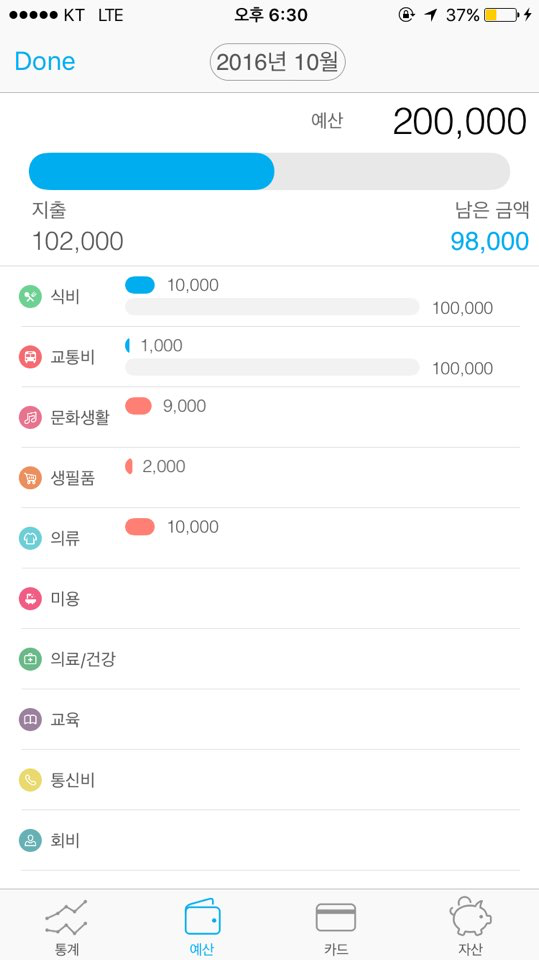 KT LTE 오후 6:30 37%
Done 2016년 10월
예산 200,000
지출 남은 금액
102,000 98,000
식비 10,000
100,000
교통비 1,000
100,000
문화생활 9,000
생필품 2,000
의류 10,000
미용
의료/건강
교육
통신비
회비
통계 예산 카드 자산